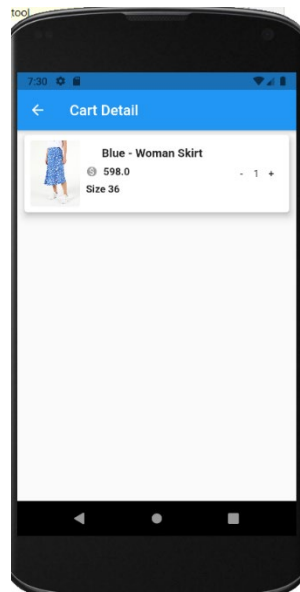 tool
7:30
Cart Detail
Blue - Woman Skirt
598.0
- 1 +
Size 36